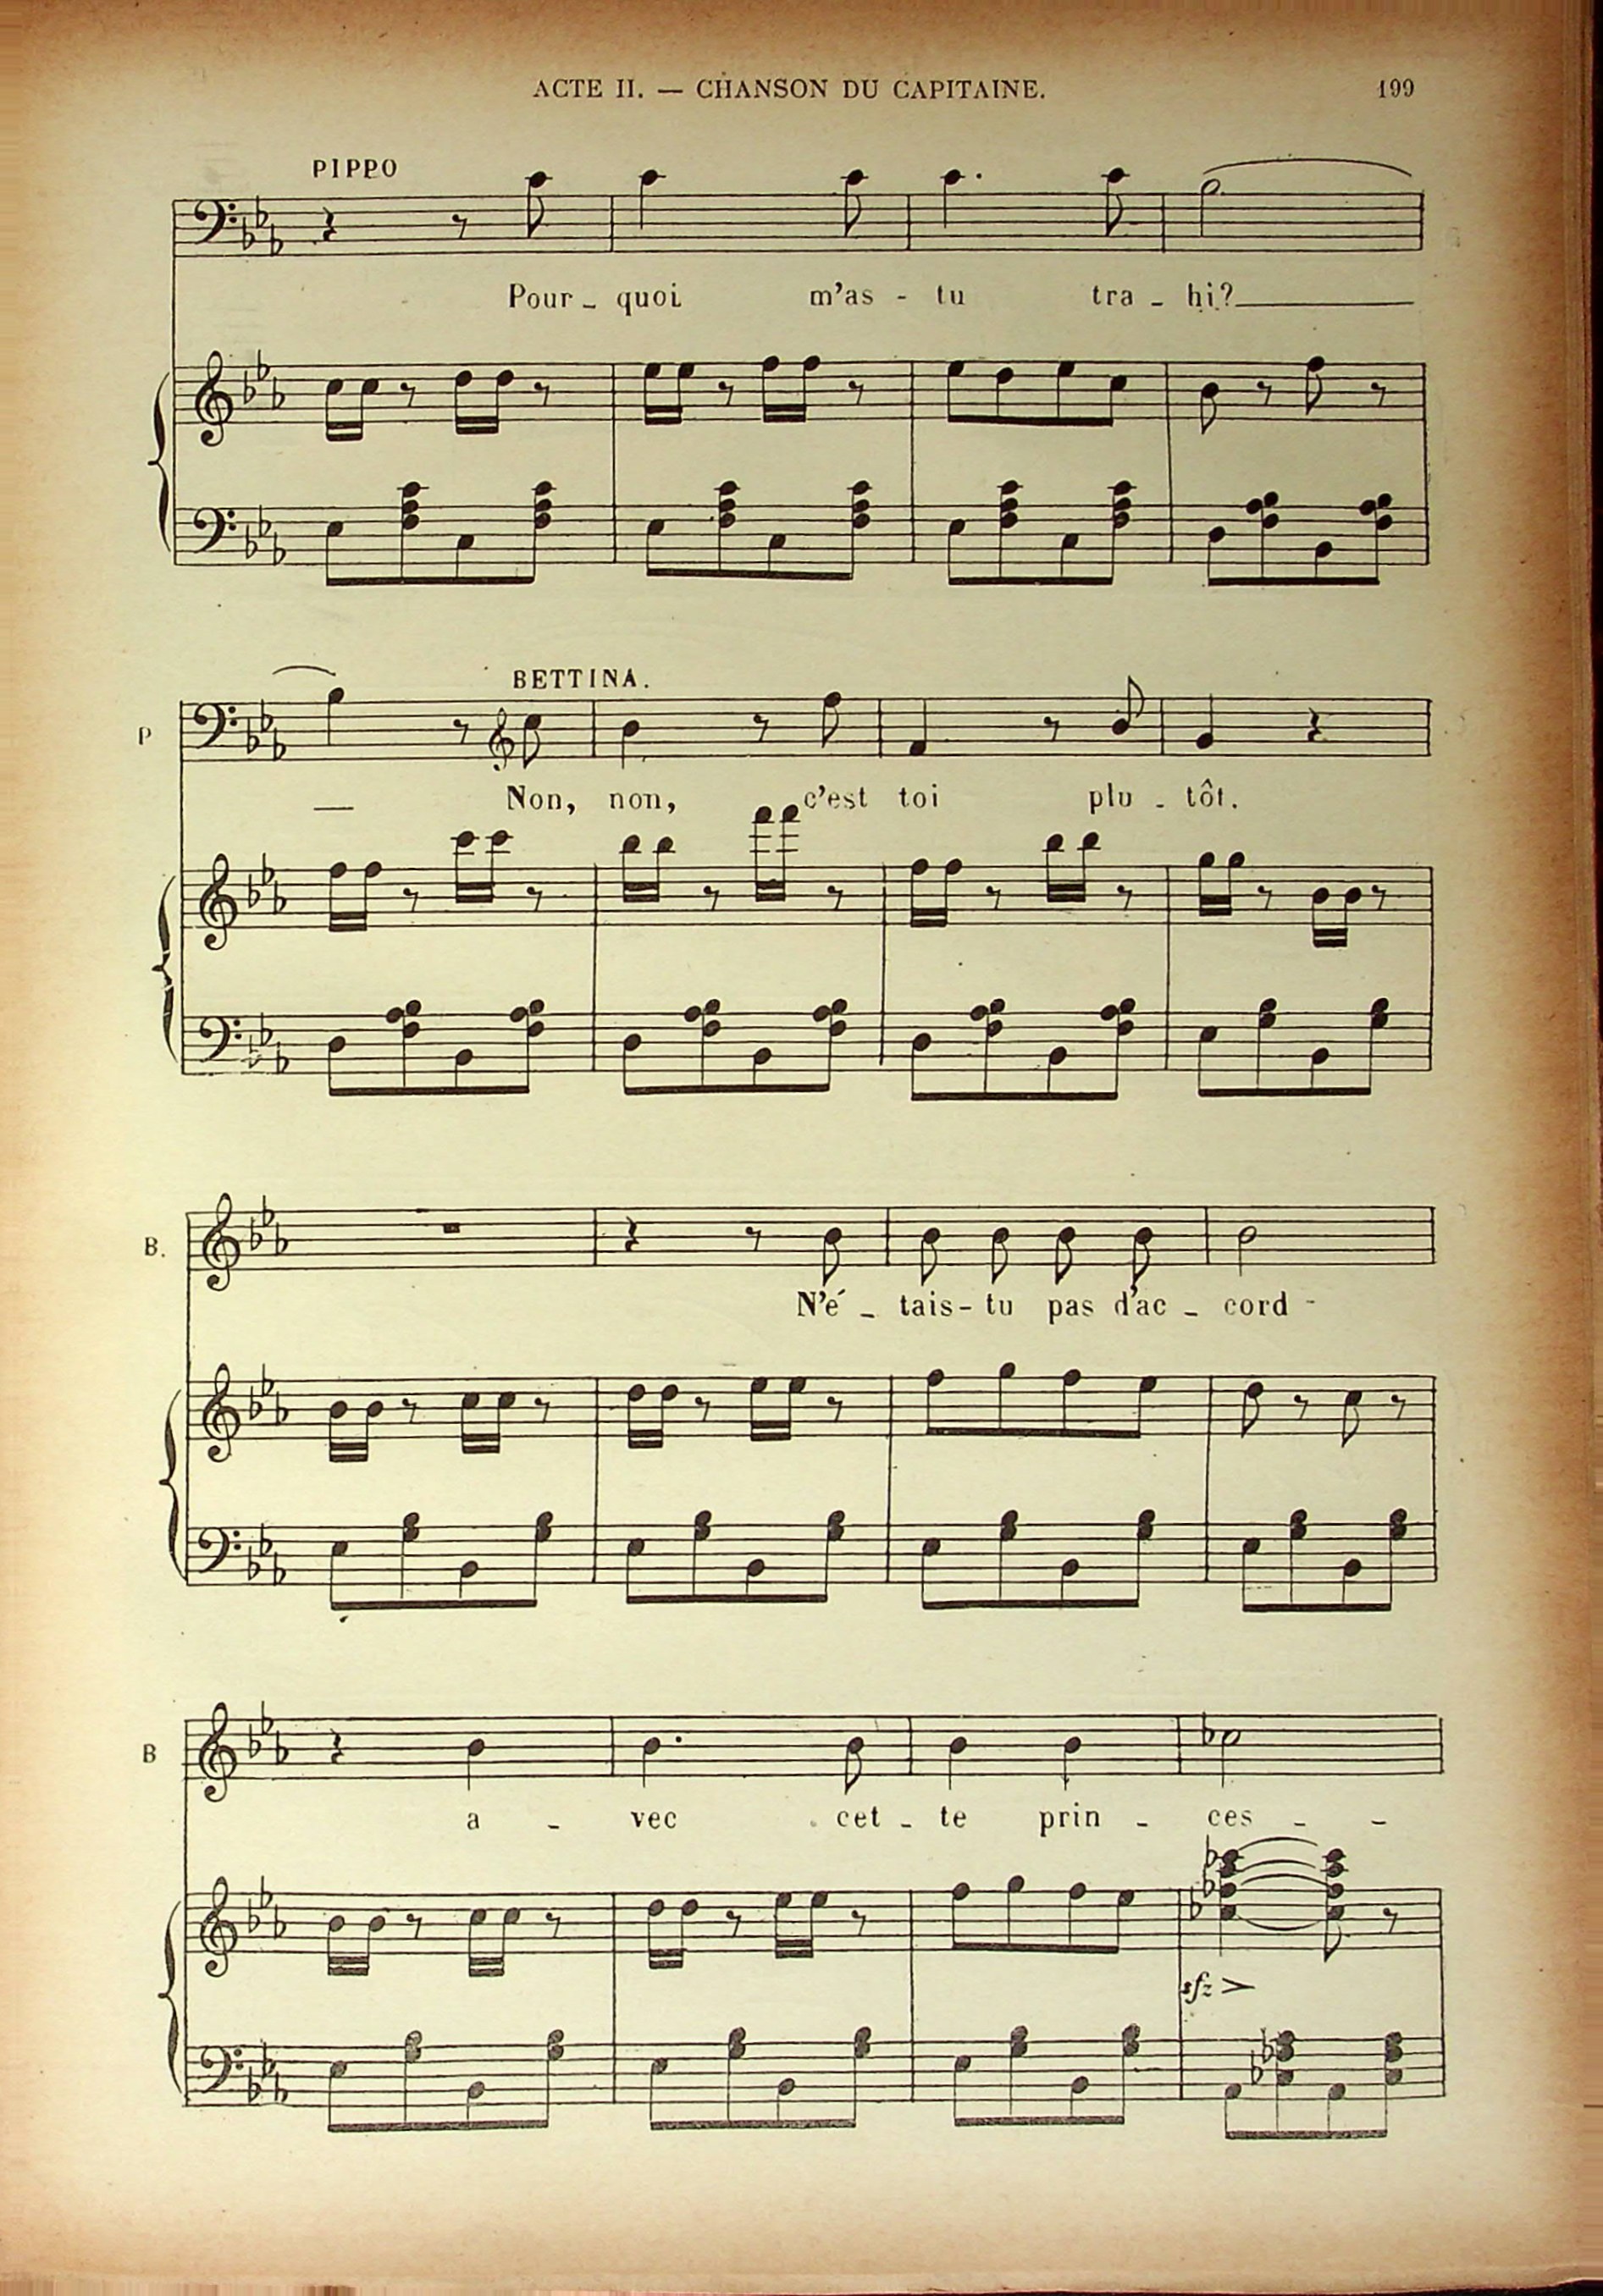 ACTE II. — CHANSON DU CAPITAINE. 199
PIPPO
Pour - quoi m'as - tu tra - hi?
BETTINA.
P
Non, non, c'est toi plu - tôt.
B.
N'é - tais - tu pas d'ac - cord -
B
a - vec cet - te prin - ces - -
sfz >